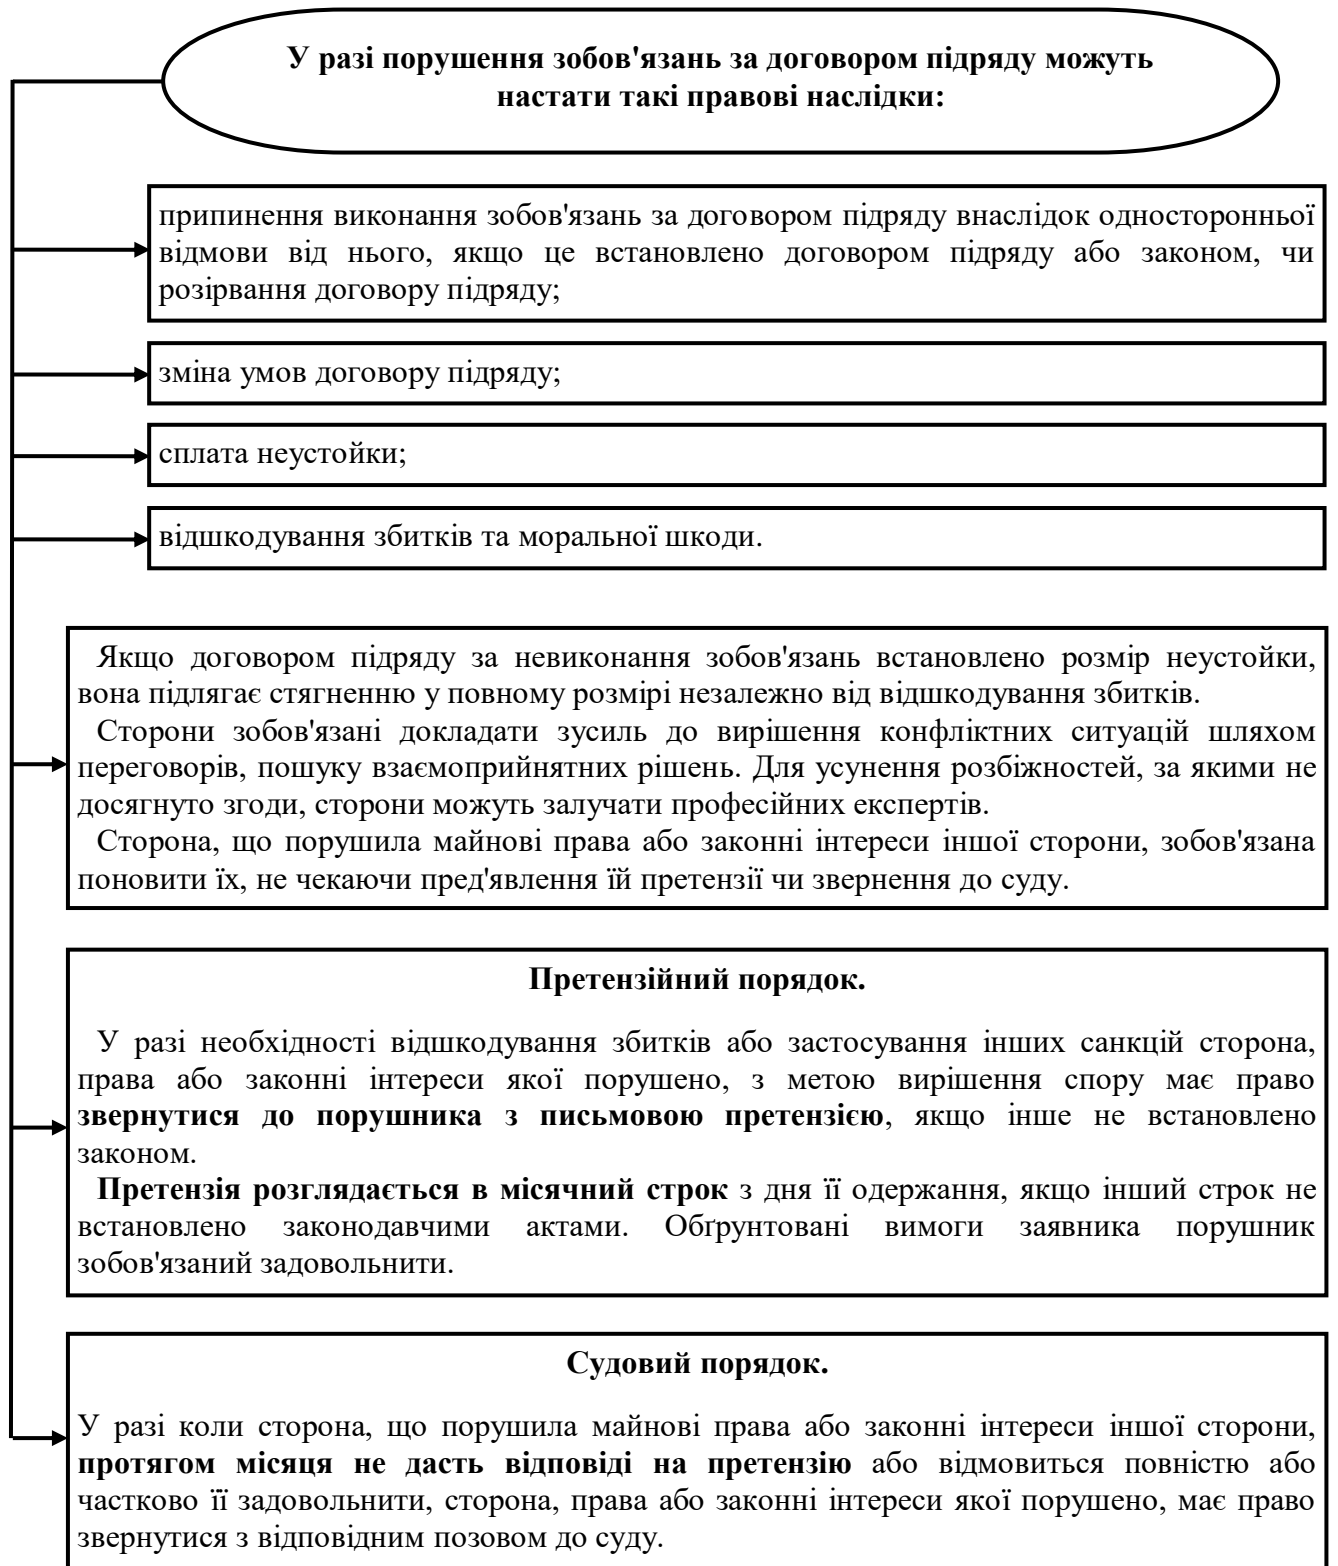 У разі порушення зобов'язань за договором підряду можуть
настати такі правові наслідки:
припинення виконання зобов'язань за договором підряду внаслідок односторонньої
відмови від нього, якщо це встановлено договором підряду або законом, чи
розірвання договору підряду;
зміна умов договору підряду;
сплата неустойки;
відшкодування збитків та моральної шкоди.
Якщо договором підряду за невиконання зобов'язань встановлено розмір неустойки,
вона підлягає стягненню у повному розмірі незалежно від відшкодування збитків.
Сторони зобов'язані докладати зусиль до вирішення конфліктних ситуацій шляхом
переговорів, пошуку взаємоприйнятних рішень. Для усунення розбіжностей, за якими не
досягнуто згоди, сторони можуть залучати професійних експертів.
Сторона, що порушила майнові права або законні інтереси іншої сторони, зобов'язана
поновити їх, не чекаючи пред'явлення їй претензії чи звернення до суду.
Претензійний порядок.
У разі необхідності відшкодування збитків або застосування інших санкцій сторона,
права або законні інтереси якої порушено, з метою вирішення спору має право
звернутися до порушника з письмовою претензією, якщо інше не встановлено
законом.
Претензія розглядається в місячний строк з дня її одержання, якщо інший строк не
встановлено законодавчими актами. Обґрунтовані вимоги заявника порушник
зобов'язаний задовольнити.
Судовий порядок.
У разі коли сторона, що порушила майнові права або законні інтереси іншої сторони,
протягом місяця не дасть відповіді на претензію або відмовиться повністю або
частково її задовольнити, сторона, права або законні інтереси якої порушено, має право
звернутися з відповідним позовом до суду.